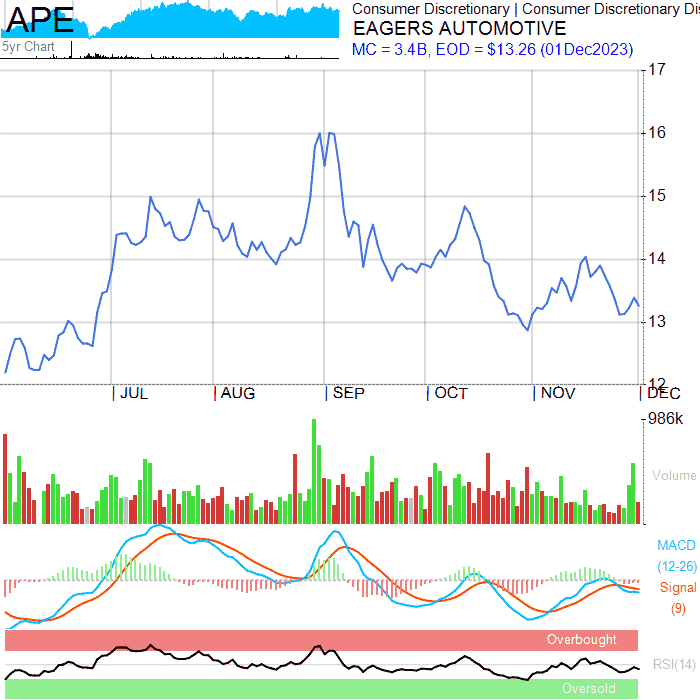 APE
5yr Chart
Consumer Discretionary | Consumer Discretionary Dis
EAGERS AUTOMOTIVE
MC = 3.4B, EOD = $13.26 (01Dec2023)
17
16
15
14
13
12
| JUL | AUG | SEP | OCT | NOV | DEC
986k
Volume
MACD
(12-26)
Signal
(9)
Overbought
RSI(14)
Oversold